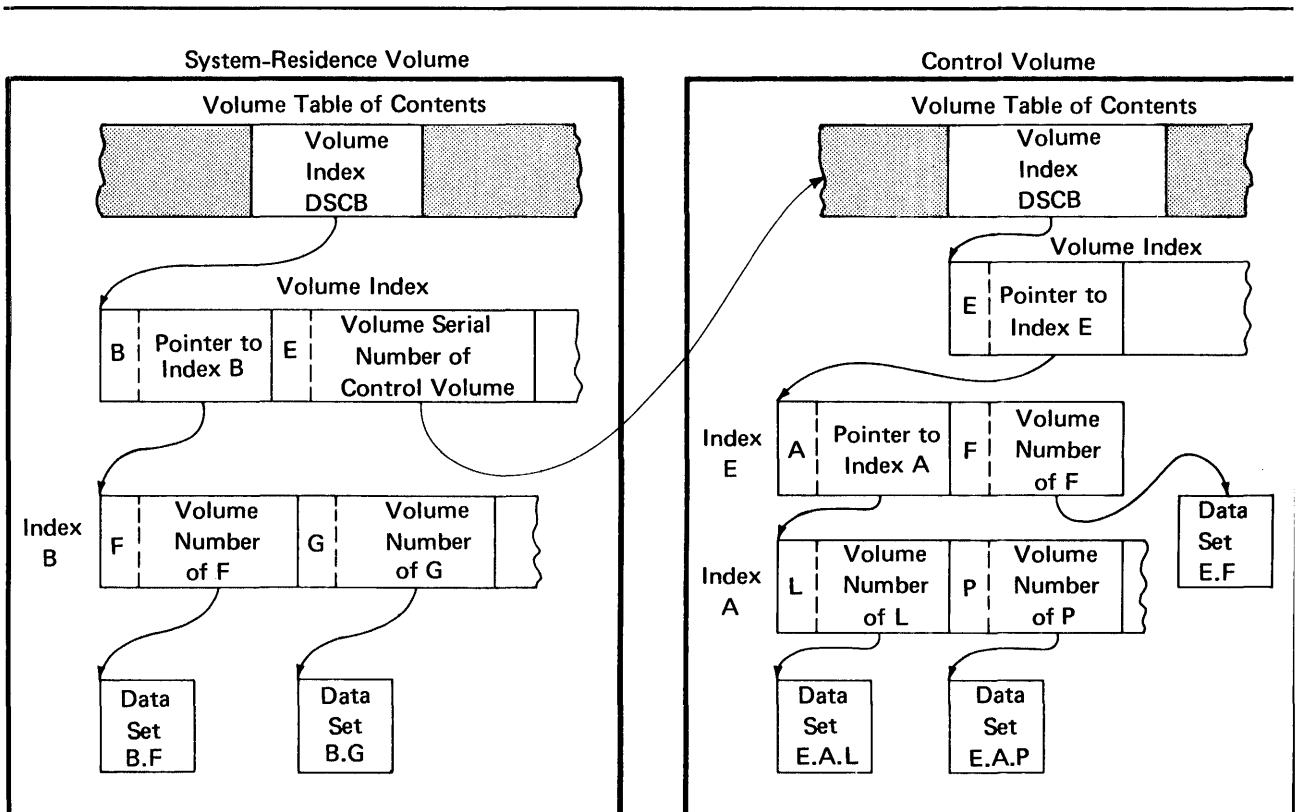 System-Residence Volume
Volume Table of Contents
Volume
Index
DSCB
Volume Index
B
Pointer to
Index B
E
Volume Serial
Number of
Control Volume
Index
B
F
Volume
Number
of F
G
Volume
Number
of G
Data
Set
B.F
Data
Set
B.G
Control Volume
Volume Table of Contents
Volume
Index
DSCB
Volume Index
E
Pointer to
Index E
Index
E
A
Pointer to
Index A
F
Volume
Number
of F
Data
Set
E.F
Index
A
L
Volume
Number
of L
P
Volume
Number
of P
Data
Set
E.A.L
Data
Set
E.A.P